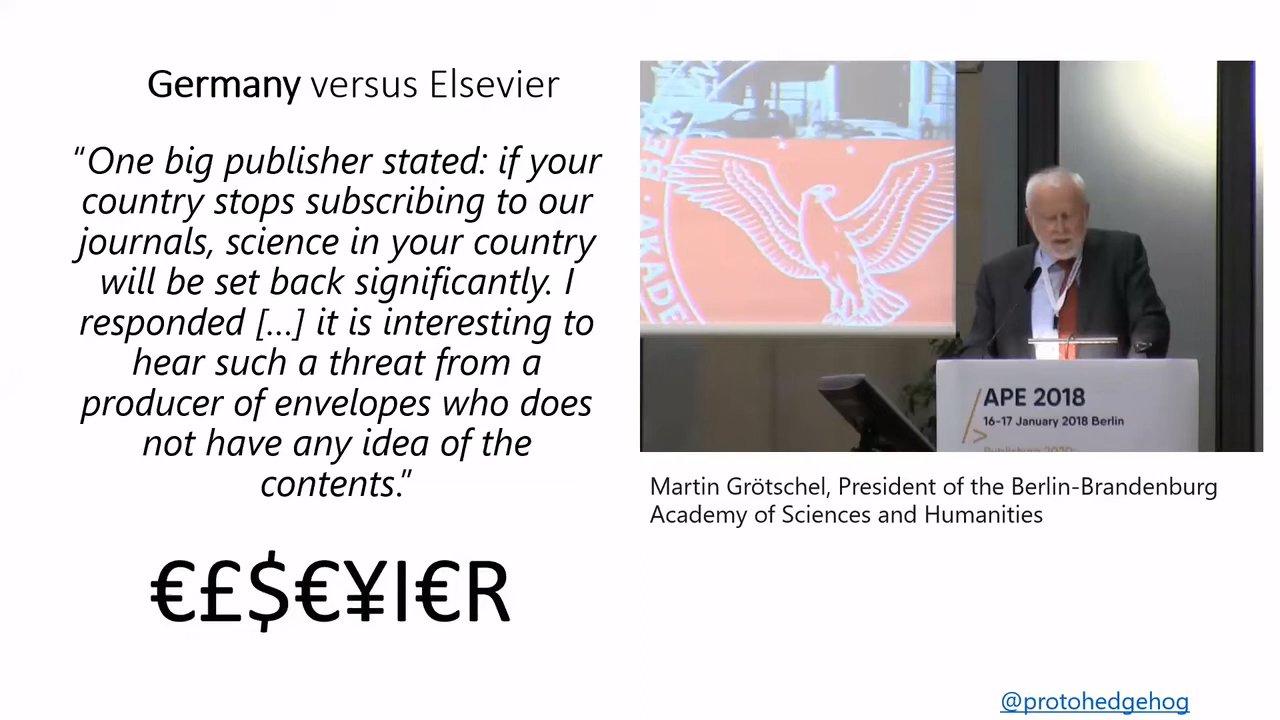 Germany versus Elsevier
"One big publisher stated: if your
country stops subscribing to our
journals, science in your country
will be set back significantly. I
responded [...] it is interesting to
hear such a threat from a
producer of envelopes who does
not have any idea of the
contents."
€£$€¥I€R
APE 2018
16-17 January 2018 Berlin
Martin Grötschel, President of the Berlin-Brandenburg
Academy of Sciences and Humanities
@protohedgehog